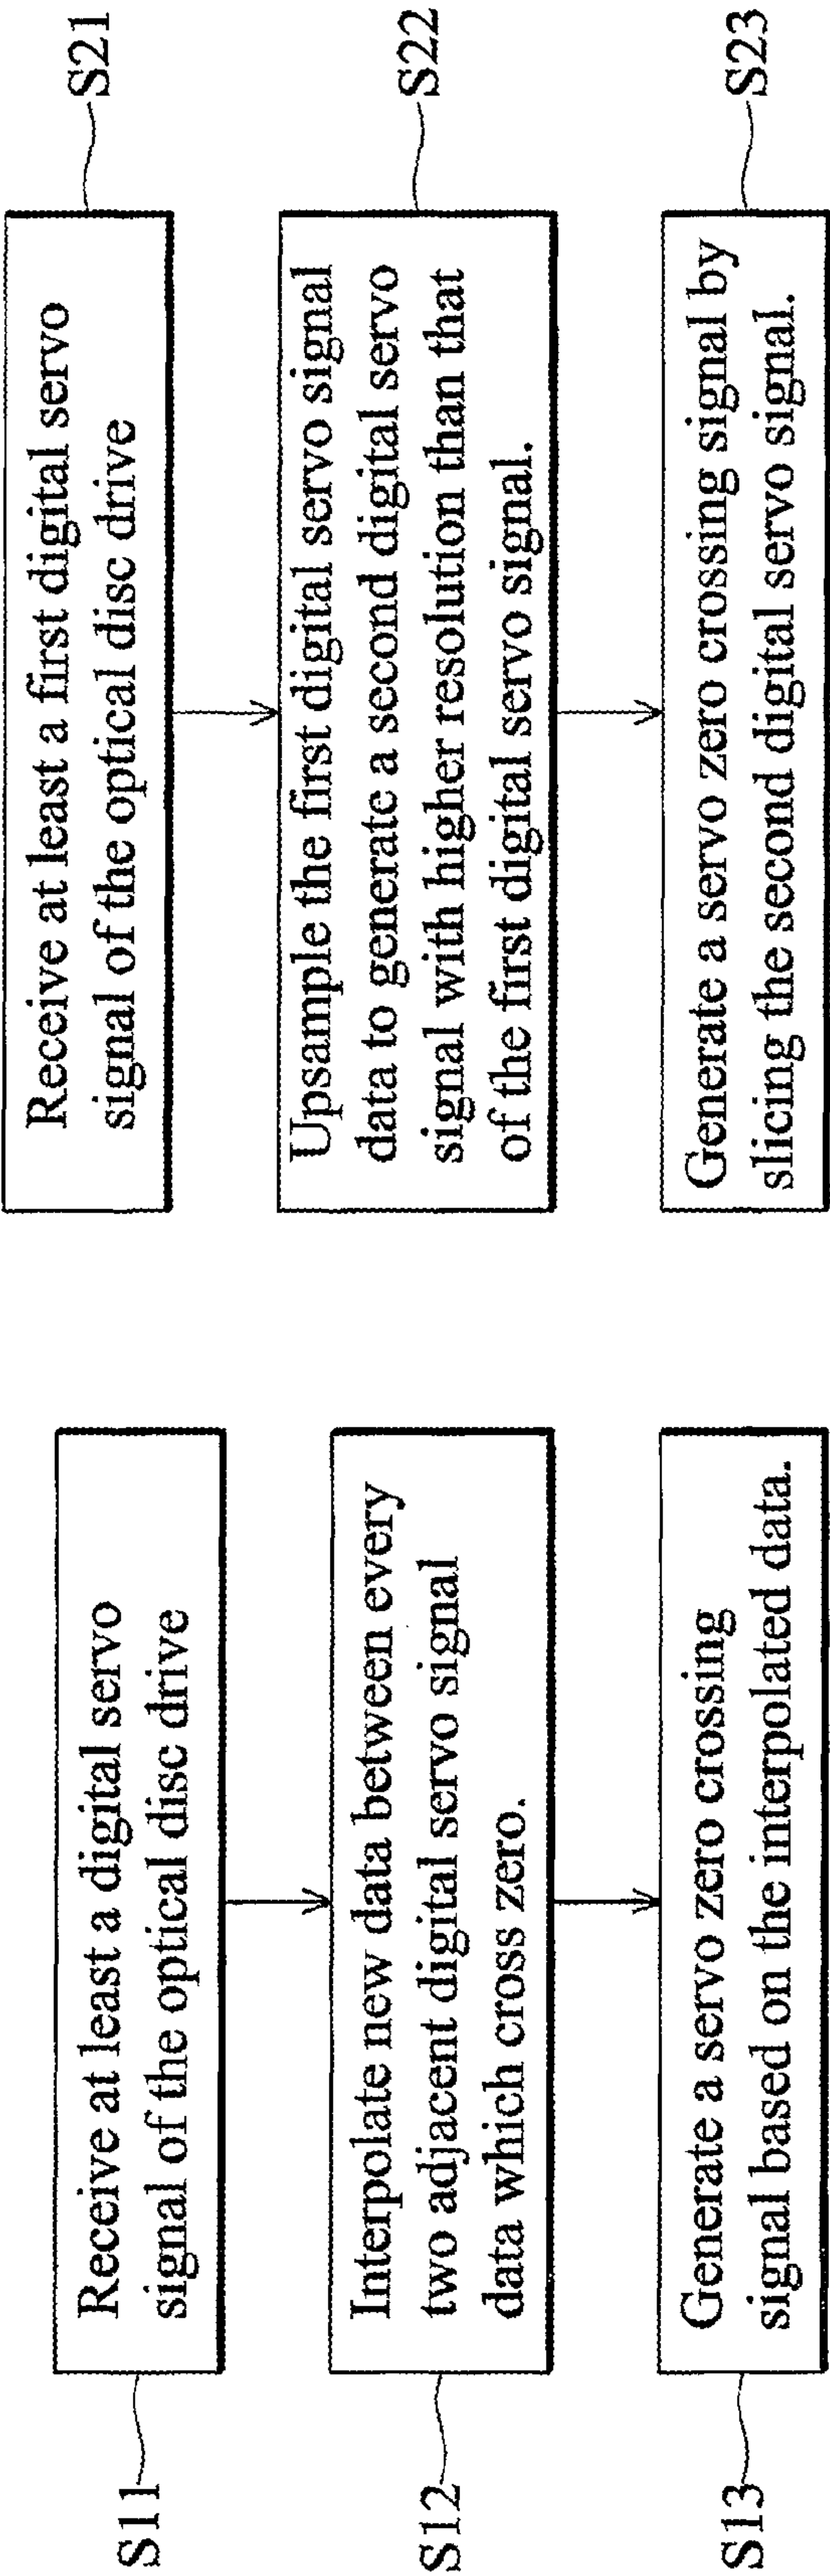 S11
Receive at least a digital servo
signal of the optical disc drive
S12
Interpolate new data between every
two adjacent digital servo signal
data which cross zero.
S13
Generate a servo zero crossing
signal based on the interpolated data.
Receive at least a first digital servo
signal of the optical disc drive
S21
Upsample the first digital servo signal
data to generate a second digital servo
signal with higher resolution than that
of the first digital servo signal.
S22
Generate a servo zero crossing signal by
slicing the second digital servo signal.
S23